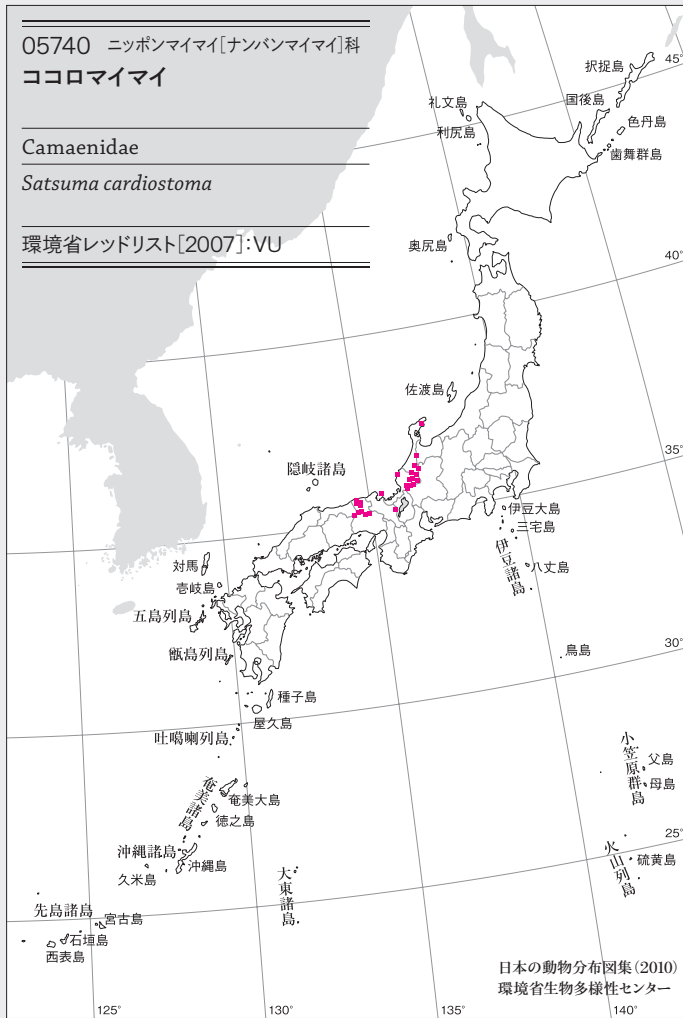 05740 ニッポンマイマイ[ナンバンマイマイ]科
ココロマイマイ
Camaenidae
Satsuma cardiostoma
環境省レッドリスト[2007]:VU
択捉島
45°
国後島
礼文島
色丹島
利尻島
歯舞群島
奥尻島
40°
佐渡島
35°
隠岐諸島
伊豆大島
三宅島
伊豆諸島
八丈島
対馬
壱岐島
五島列島
甑島列島
鳥島
30°
種子島
屋久島
吐噶喇列島
小笠原群島
父島
母島
奄美諸島
奄美大島
徳之島
25°
沖縄諸島
沖縄島
久米島
火山列島
硫黄島
大東諸島
先島諸島
宮古島
石垣島
西表島
日本の動物分布図集(2010)
環境省生物多様性センター
125°
130°
135°
140°